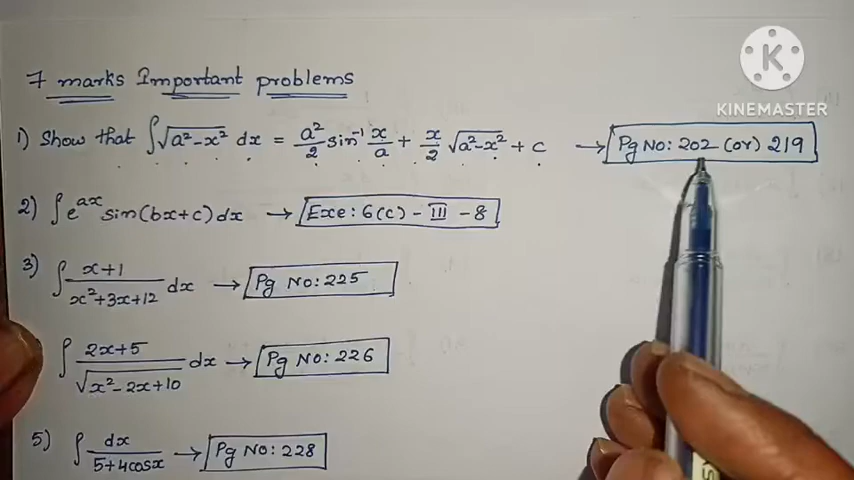 K
KINEMASTER
7 marks Important problems
1) Show that ∫√(a²-x²) dx = a²/2 sin⁻¹ x/a + x/2 √(a²-x²) + c → Pg No: 202 (or) 219
2) ∫e^(ax) sin(bx+c)dx → Exe: 6(c) - III - 8
3) ∫ (x+1)/(x²+3x+12) dx → Pg No: 225
∫ (2x+5)/√(x²-2x+10) dx → Pg No: 226
5) ∫ dx/(5+4cosx) → Pg No: 228